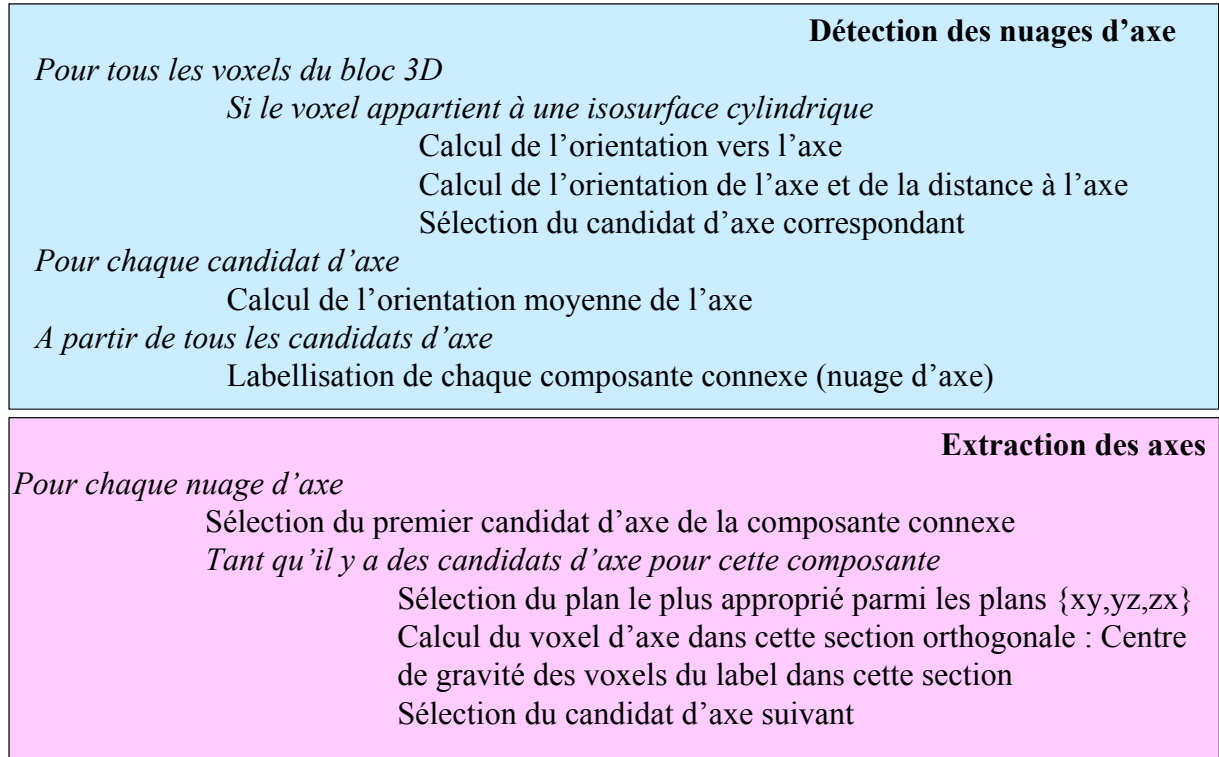 Détection des nuages d’axe
Pour tous les voxels du bloc 3D
Si le voxel appartient à une isosurface cylindrique
Calcul de l’orientation vers l’axe
Calcul de l’orientation de l’axe et de la distance à l’axe
Sélection du candidat d’axe correspondant
Pour chaque candidat d’axe
Calcul de l’orientation moyenne de l’axe
A partir de tous les candidats d’axe
Labellisation de chaque composante connexe (nuage d’axe)
Extraction des axes
Pour chaque nuage d’axe
Sélection du premier candidat d’axe de la composante connexe
Tant qu’il y a des candidats d’axe pour cette composante
Sélection du plan le plus approprié parmi les plans {xy,yz,zx}
Calcul du voxel d’axe dans cette section orthogonale : Centre
de gravité des voxels du label dans cette section
Sélection du candidat d’axe suivant